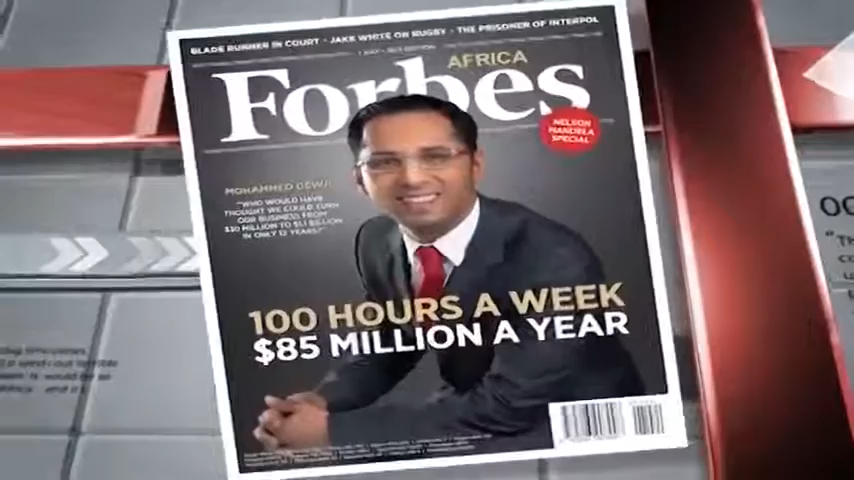 BLADE RUNNER IN COURT • JAKE WHITE ON RUGBY • THE PRISONER OF INTERPOL
AFRICA
Forbes
NELSON
MANDELA
SPECIAL
MOHAMMED DEWJI
"WHO WOULD HAVE
THOUGHT WE COULD TURN
OUR BUSINESS FROM
$30 MILLION TO $1.1 BILLION
IN ONLY 12 YEARS?"
100 HOURS A WEEK
$85 MILLION A YEAR